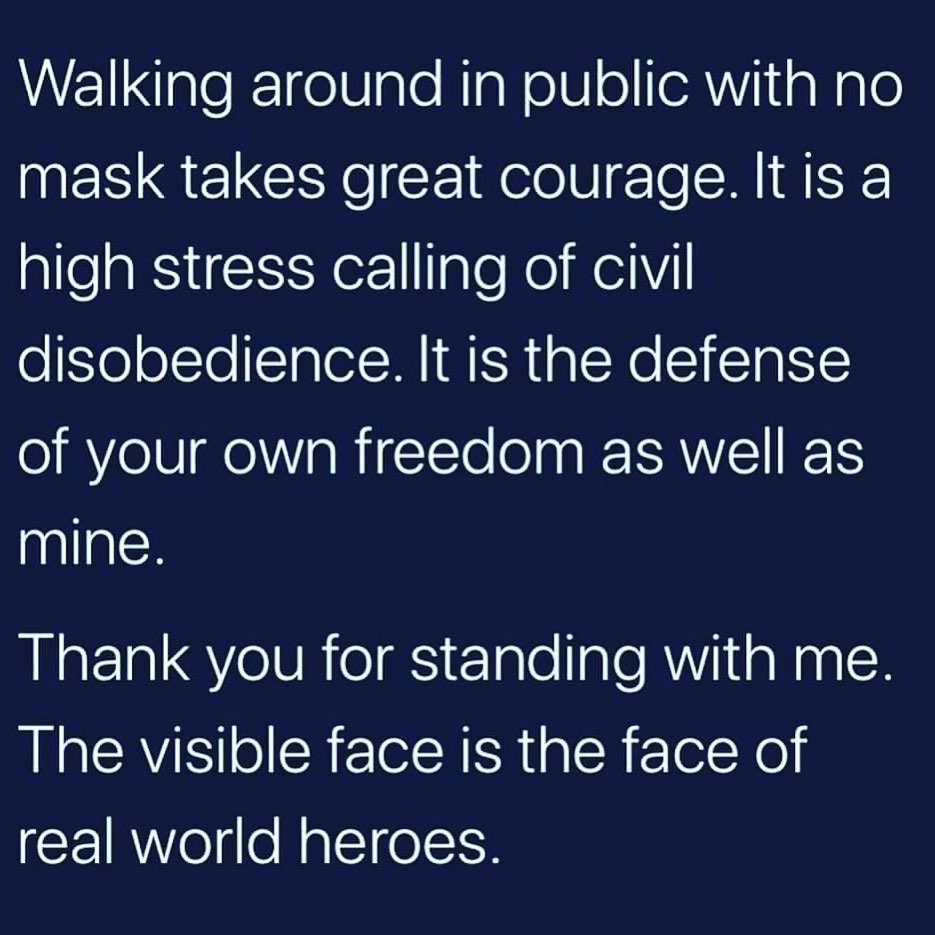 Walking around in public with no
mask takes great courage. It is a
high stress calling of civil
disobedience. It is the defense
of your own freedom as well as
mine.
Thank you for standing with me.
The visible face is the face of
real world heroes.